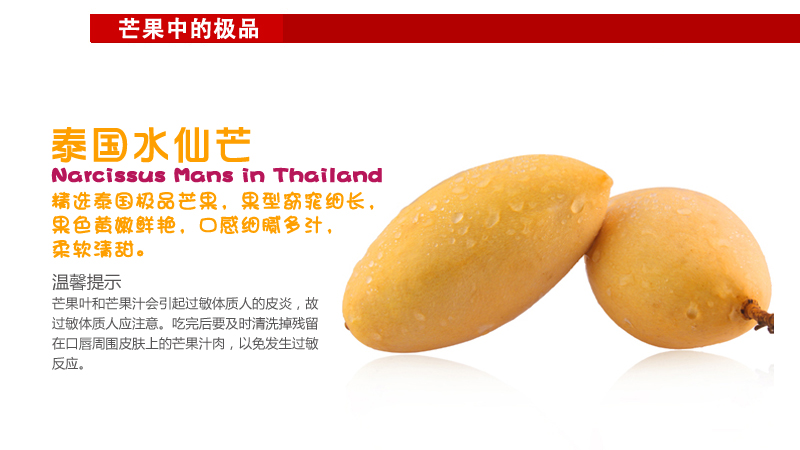 芒果中的极品
泰国水仙芒
Narcissus Mans in Thailand
精选泰国极品芒果，果型窈窕细长，
果色黄嫩鲜艳，口感细腻多汁，
柔软清甜。
温馨提示
芒果叶和芒果汁会引起过敏体质人的皮炎，故
过敏体质人应注意。吃完后要及时清洗掉残留
在口唇周围皮肤上的芒果汁肉，以免发生过敏
反应。